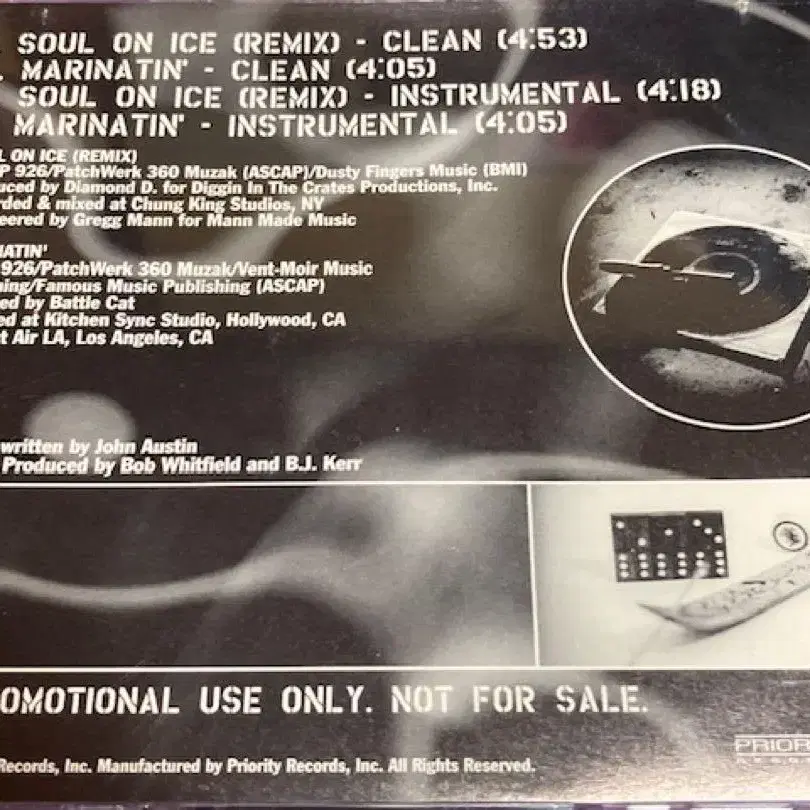 SOUL ON ICE (REMIX) - CLEAN (4:53)
MARINATIN' - CLEAN (4:05)
SOUL ON ICE (REMIX) - INSTRUMENTAL (4:18)
MARINATIN' - INSTRUMENTAL (4:05)
L ON ICE (REMIX)
P 926/PatchWerk 360 Muzak (ASCAP)/Dusty Fingers Music (BMI)
uced by Diamond D. for Diggin In The Crates Productions, Inc.
rded & mixed at Chung King Studios, NY
eered by Gregg Mann for Mann Made Music
NATIN'
926/PatchWerk 360 Muzak/Vent-Moir Music
hing/Famous Music Publishing (ASCAP)
ed by Battle Cat
ed at Kitchen Sync Studio, Hollywood, CA
t Air LA, Los Angeles, CA
written by John Austin
Produced by Bob Whitfield and B.J. Kerr
OMOTIONAL USE ONLY. NOT FOR SALE.
PRIOR
RECOR
Records, Inc. Manufactured by Priority Records, Inc. All Rights Reserved.